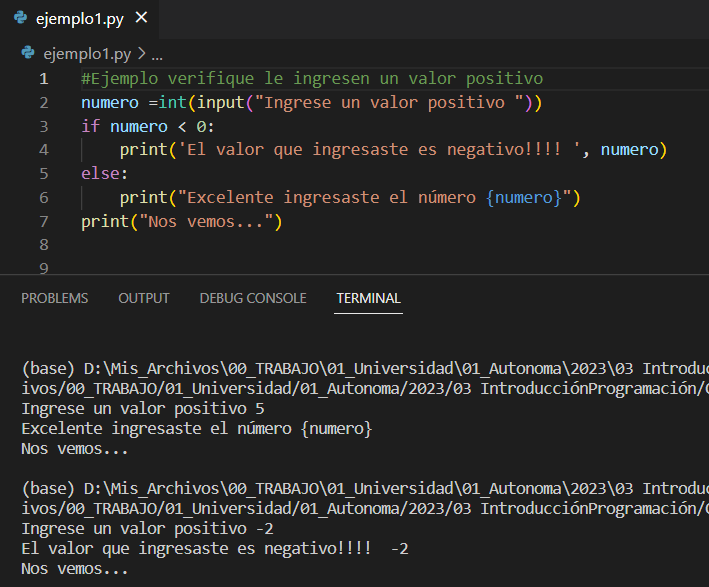 ejemplo1.py ×
ejemplo1.py > ...
1 #Ejemplo verifique le ingresen un valor positivo
2 numero =int(input("Ingrese un valor positivo "))
3 if numero < 0:
4     print('El valor que ingresaste es negativo!!!! ', numero)
5 else:
6     print("Excelente ingresaste el número {numero}")
7 print("Nos vemos...")
8
9
PROBLEMS OUTPUT DEBUG CONSOLE TERMINAL
(base) D:\Mis_Archivos\00_TRABAJO\01_Universidad\01_Autonoma\2023\03 Introduc
ivos/00_TRABAJO/01_Universidad/01_Autonoma/2023/03 IntroducciónProgramación/
Ingrese un valor positivo 5
Excelente ingresaste el número {numero}
Nos vemos...
(base) D:\Mis_Archivos\00_TRABAJO\01_Universidad\01_Autonoma\2023\03 Introduc
ivos/00_TRABAJO/01_Universidad/01_Autonoma/2023/03 IntroducciónProgramación/
Ingrese un valor positivo -2
El valor que ingresaste es negativo!!!!  -2
Nos vemos...